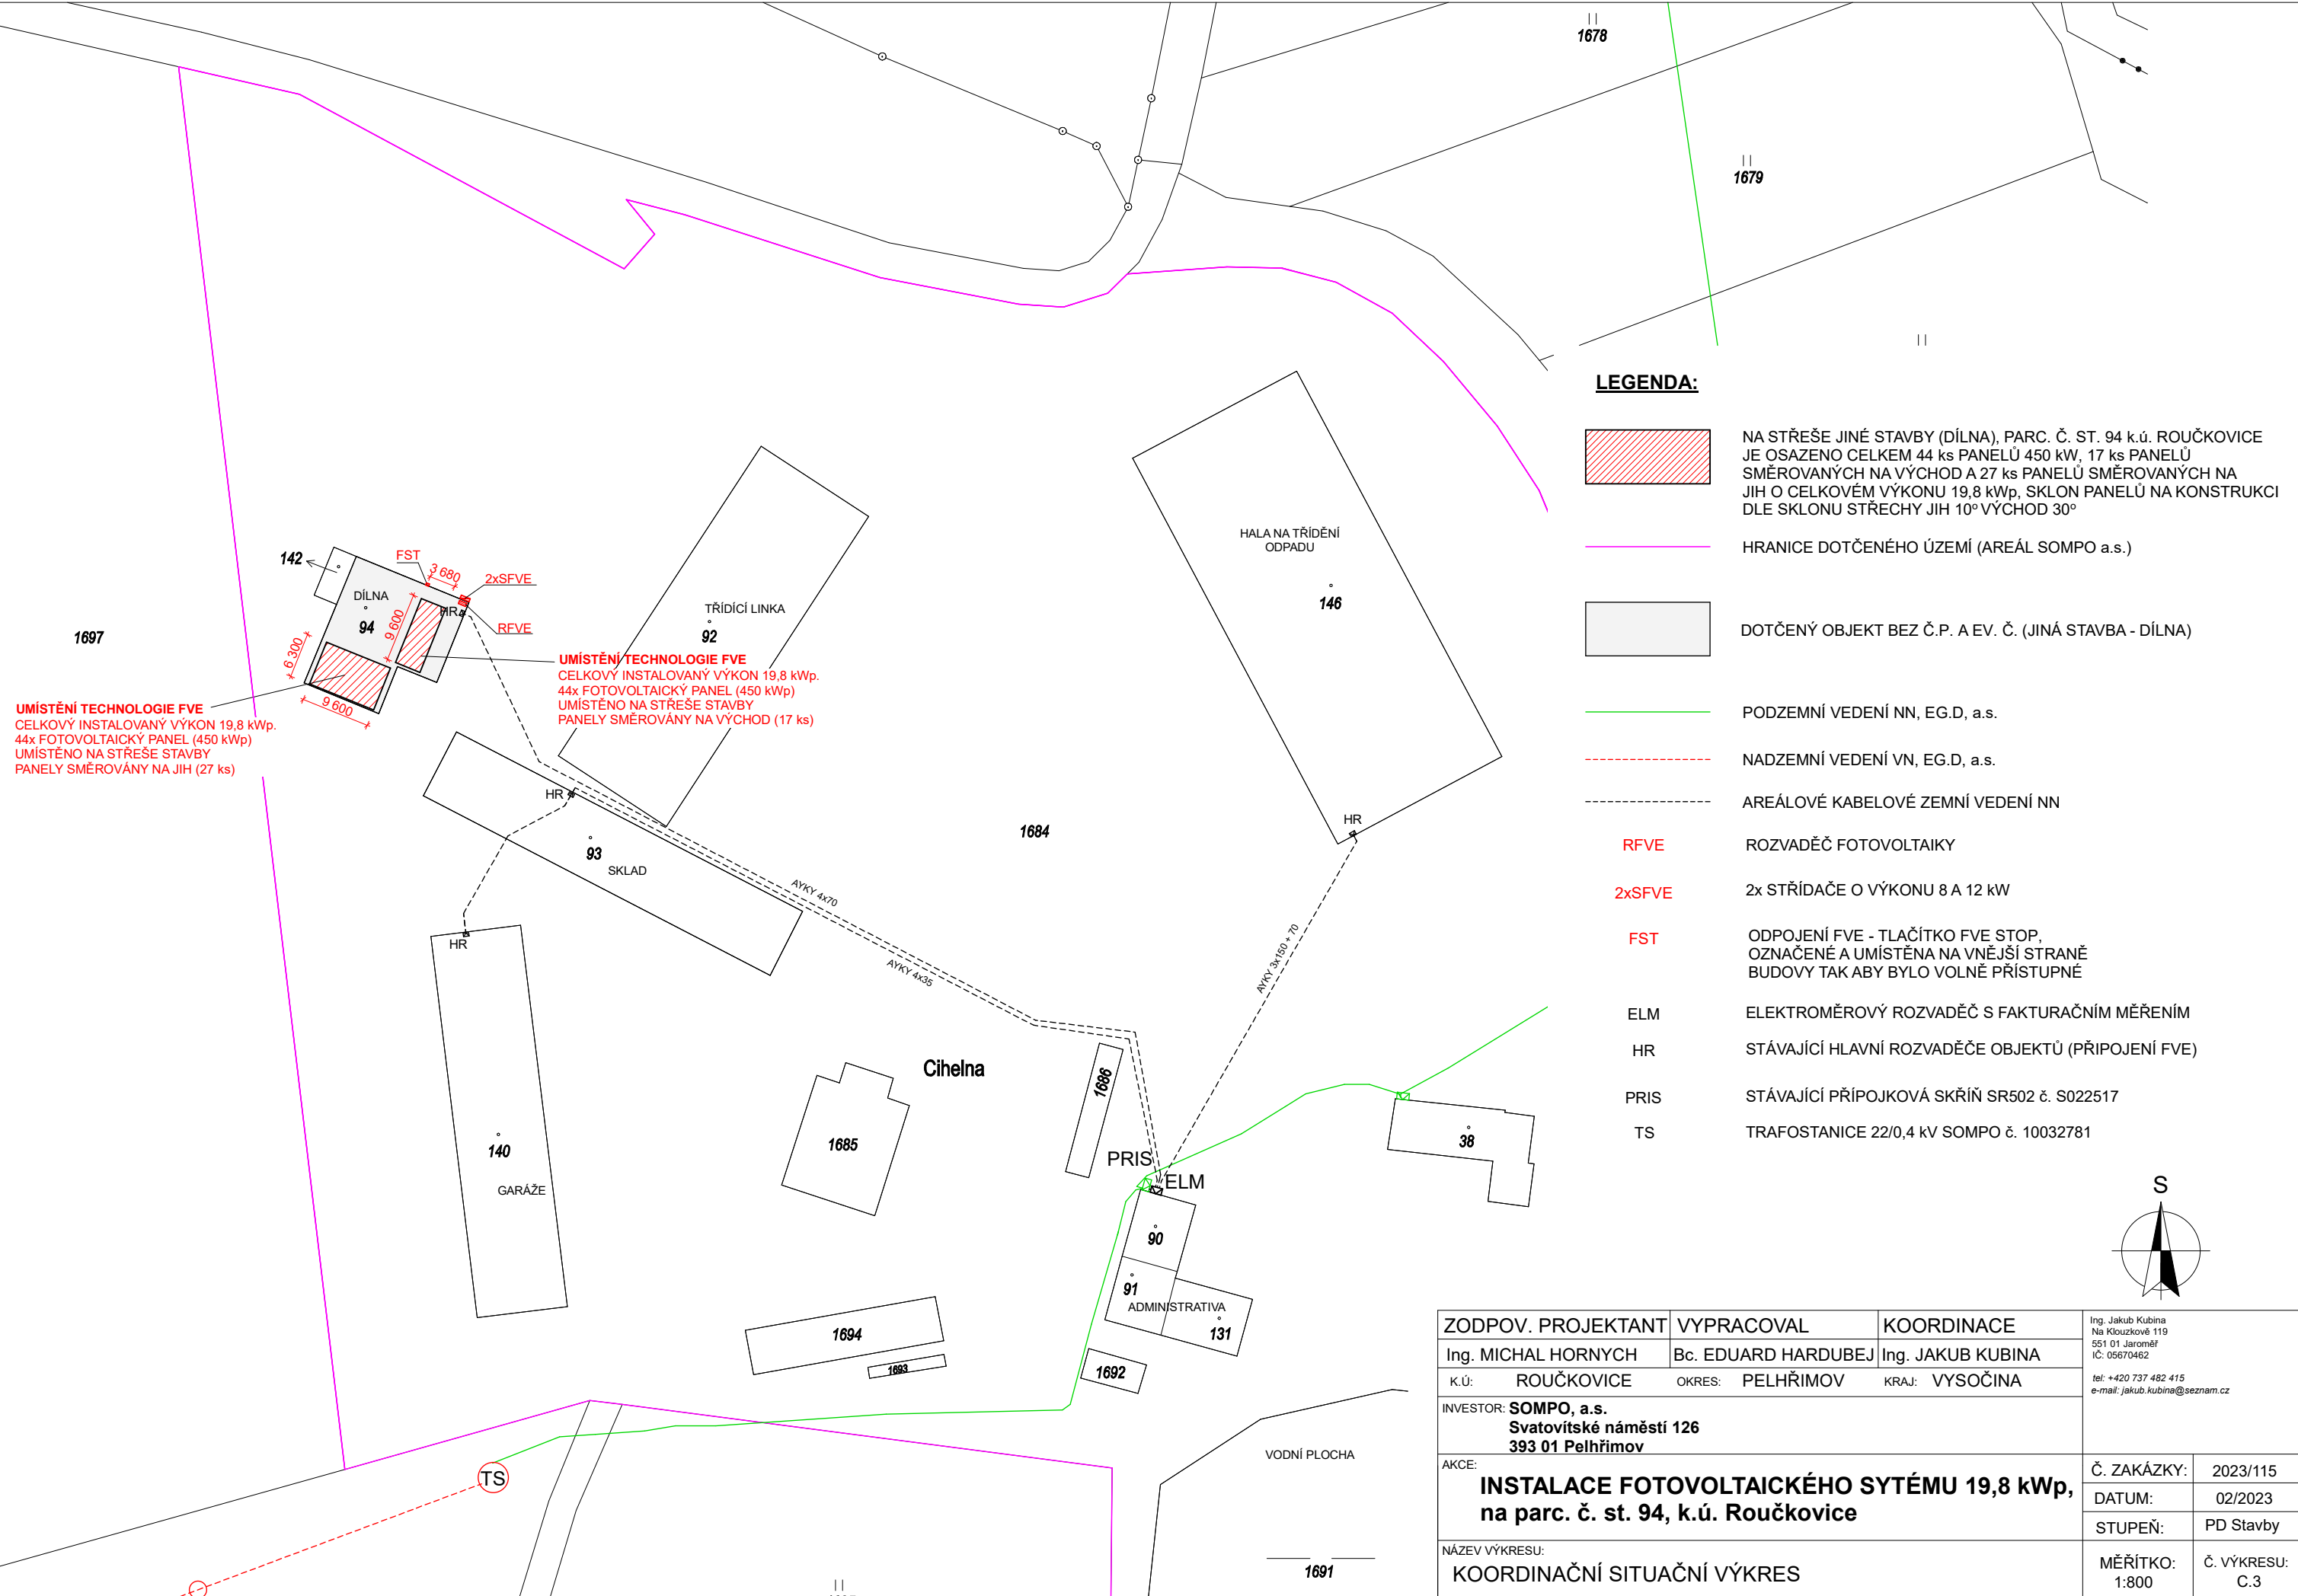 1678
1679
142
FST
3 680
2xSFVE
DÍLNA
HR
94
9 600
RFVE
6 300
9 600
1697
UMÍSTĚNÍ TECHNOLOGIE FVE
CELKOVÝ INSTALOVANÝ VÝKON 19,8 kWp.
44x FOTOVOLTAICKÝ PANEL (450 kWp)
UMÍSTĚNO NA STŘEŠE STAVBY
PANELY SMĚROVÁNY NA JIH (27 ks)
UMÍSTĚNÍ TECHNOLOGIE FVE
CELKOVÝ INSTALOVANÝ VÝKON 19,8 kWp.
44x FOTOVOLTAICKÝ PANEL (450 kWp)
UMÍSTĚNO NA STŘEŠE STAVBY
PANELY SMĚROVÁNY NA VÝCHOD (17 ks)
TŘÍDÍCÍ LINKA
92
HALA NA TŘÍDĚNÍ
ODPADU
146
HR
HR
93
SKLAD
1684
AYKY 4x70
AYKY 4x35
AYKY 3x150 + 70
HR
140
GARÁŽE
Cihelna
1685
1686
PRIS
ELM
38
90
91
ADMINISTRATIVA
131
1694
1693
1692
TS
VODNÍ PLOCHA
1691
LEGENDA:
NA STŘEŠE JINÉ STAVBY (DÍLNA), PARC. Č. ST. 94 k.ú. ROUČKOVICE
JE OSAZENO CELKEM 44 ks PANELŮ 450 kW, 17 ks PANELŮ
SMĚROVANÝCH NA VÝCHOD A 27 ks PANELŮ SMĚROVANÝCH NA
JIH O CELKOVÉM VÝKONU 19,8 kWp, SKLON PANELŮ NA KONSTRUKCI
DLE SKLONU STŘECHY JIH 10º VÝCHOD 30º
HRANICE DOTČENÉHO ÚZEMÍ (AREÁL SOMPO a.s.)
DOTČENÝ OBJEKT BEZ Č.P. A EV. Č. (JINÁ STAVBA - DÍLNA)
PODZEMNÍ VEDENÍ NN, EG.D, a.s.
NADZEMNÍ VEDENÍ VN, EG.D, a.s.
AREÁLOVÉ KABELOVÉ ZEMNÍ VEDENÍ NN
RFVE ROZVADĚČ FOTOVOLTAIKY
2xSFVE 2x STŘÍDAČE O VÝKONU 8 A 12 kW
FST ODPOJENÍ FVE - TLAČÍTKO FVE STOP,
OZNAČENÉ A UMÍSTĚNA NA VNĚJŠÍ STRANĚ
BUDOVY TAK ABY BYLO VOLNĚ PŘÍSTUPNÉ
ELM ELEKTROMĚROVÝ ROZVADĚČ S FAKTURAČNÍM MĚŘENÍM
HR STÁVAJÍCÍ HLAVNÍ ROZVADĚČE OBJEKTŮ (PŘIPOJENÍ FVE)
PRIS STÁVAJÍCÍ PŘÍPOJKOVÁ SKŘÍŇ SR502 č. S022517
TS TRAFOSTANICE 22/0,4 kV SOMPO č. 10032781
S
ZODPOV. PROJEKTANT VYPRACOVAL KOORDINACE
Ing. MICHAL HORNYCH Bc. EDUARD HARDUBEJ Ing. JAKUB KUBINA
K.Ú: ROUČKOVICE OKRES: PELHŘIMOV KRAJ: VYSOČINA
Ing. Jakub Kubina
Na Klouzkově 119
551 01 Jaroměř
IČ: 05670462
tel: +420 737 482 415
e-mail: jakub.kubina@seznam.cz
INVESTOR: SOMPO, a.s.
Svatovítské náměstí 126
393 01 Pelhřimov
AKCE:
INSTALACE FOTOVOLTAICKÉHO SYTÉMU 19,8 kWp,
na parc. č. st. 94, k.ú. Roučkovice
Č. ZAKÁZKY: 2023/115
DATUM: 02/2023
STUPEŇ: PD Stavby
NÁZEV VÝKRESU:
KOORDINAČNÍ SITUAČNÍ VÝKRES
MĚŘÍTKO:
1:800
Č. VÝKRESU:
C.3